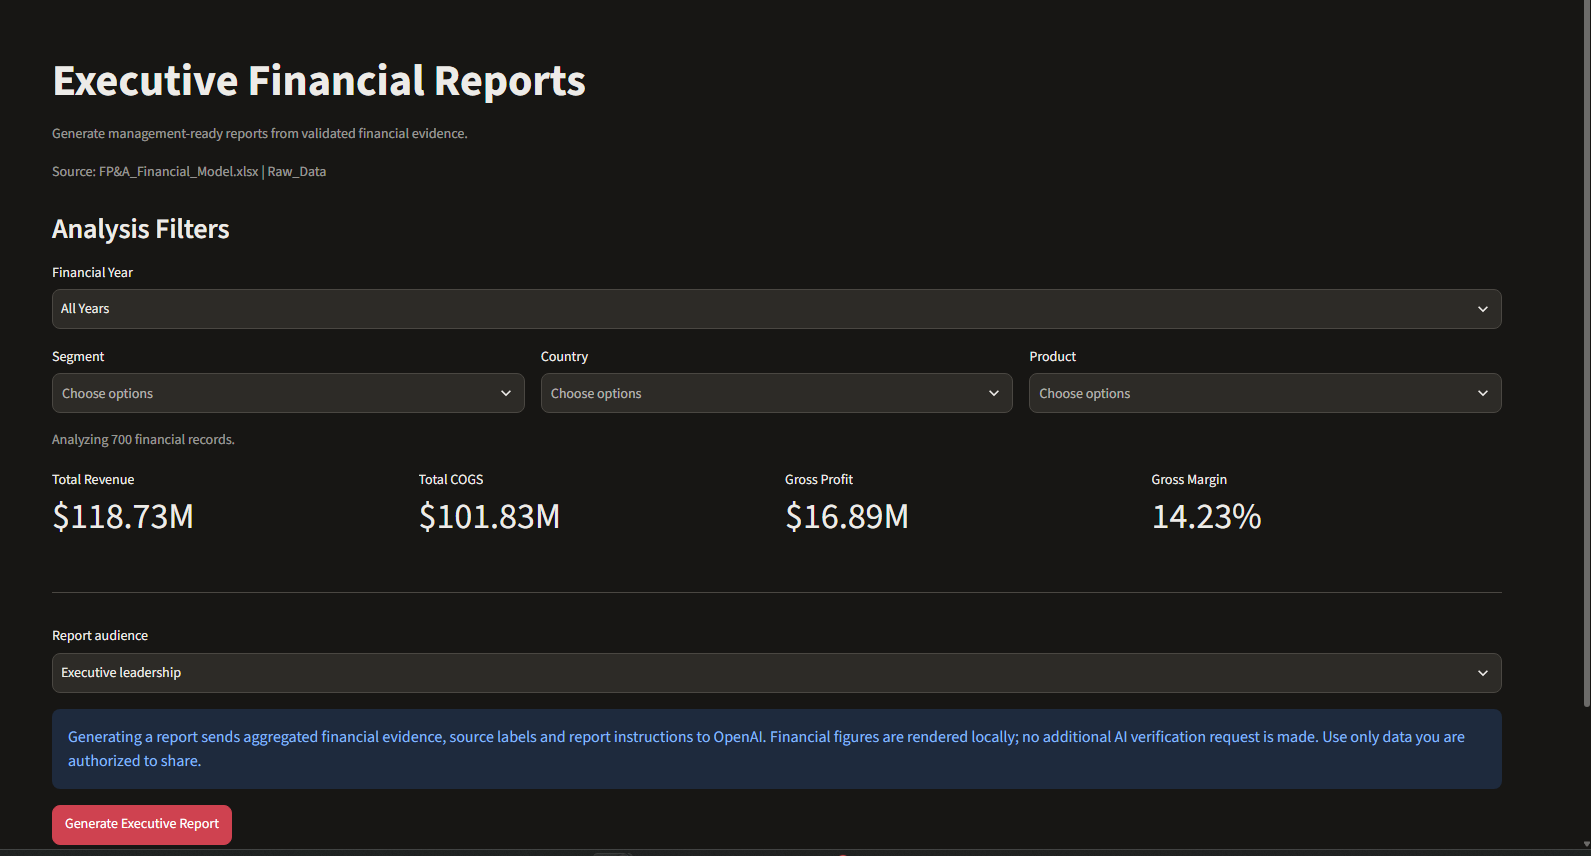 Executive Financial Reports
Generate management-ready reports from validated financial evidence.
Source: FP&A_Financial_Model.xlsx | Raw_Data
Analysis Filters
Financial Year
All Years
Segment
Country
Product
Choose options
Choose options
Choose options
Analyzing 700 financial records.
Total Revenue
Total COGS
Gross Profit
Gross Margin
$118.73M
$101.83M
$16.89M
14.23%
Report audience
Executive leadership
Generating a report sends aggregated financial evidence, source labels and report instructions to OpenAI. Financial figures are rendered locally; no additional AI verification request is made. Use only data you are
authorized to share.
Generate Executive Report